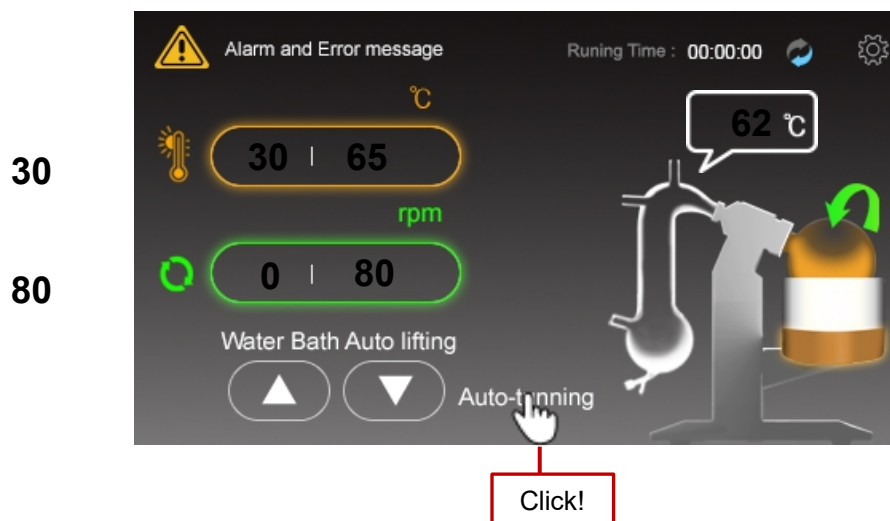 Alarm and Error message
Runing Time : 00:00:00
℃
62 ℃
30
30 | 65
rpm
80
0 | 80
Water Bath Auto lifting
Auto-tunning
Click!